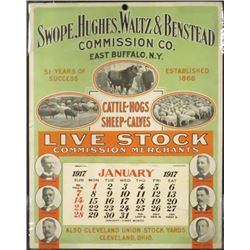 SWOPE, HUGHES, WALTZ & BENSTEAD
COMMISSION CO.
EAST BUFFALO, N.Y.
51 YEARS OF
SUCCESS
ESTABLISHED
1866
CATTLE-HOGS
SHEEP-CALVES
LIVE STOCK
COMMISSION MERCHANTS
1917 JANUARY 1917
SUN MON TUE WED THU FRI SAT
1 2 3 4 5 6
7 8 9 10 11 12 13
14 15 16 17 18 19 20
21 22 23 24 25 26 27
28 29 30 31
ALSO CLEVELAND UNION STOCK YARDS
CLEVELAND, OHIO.